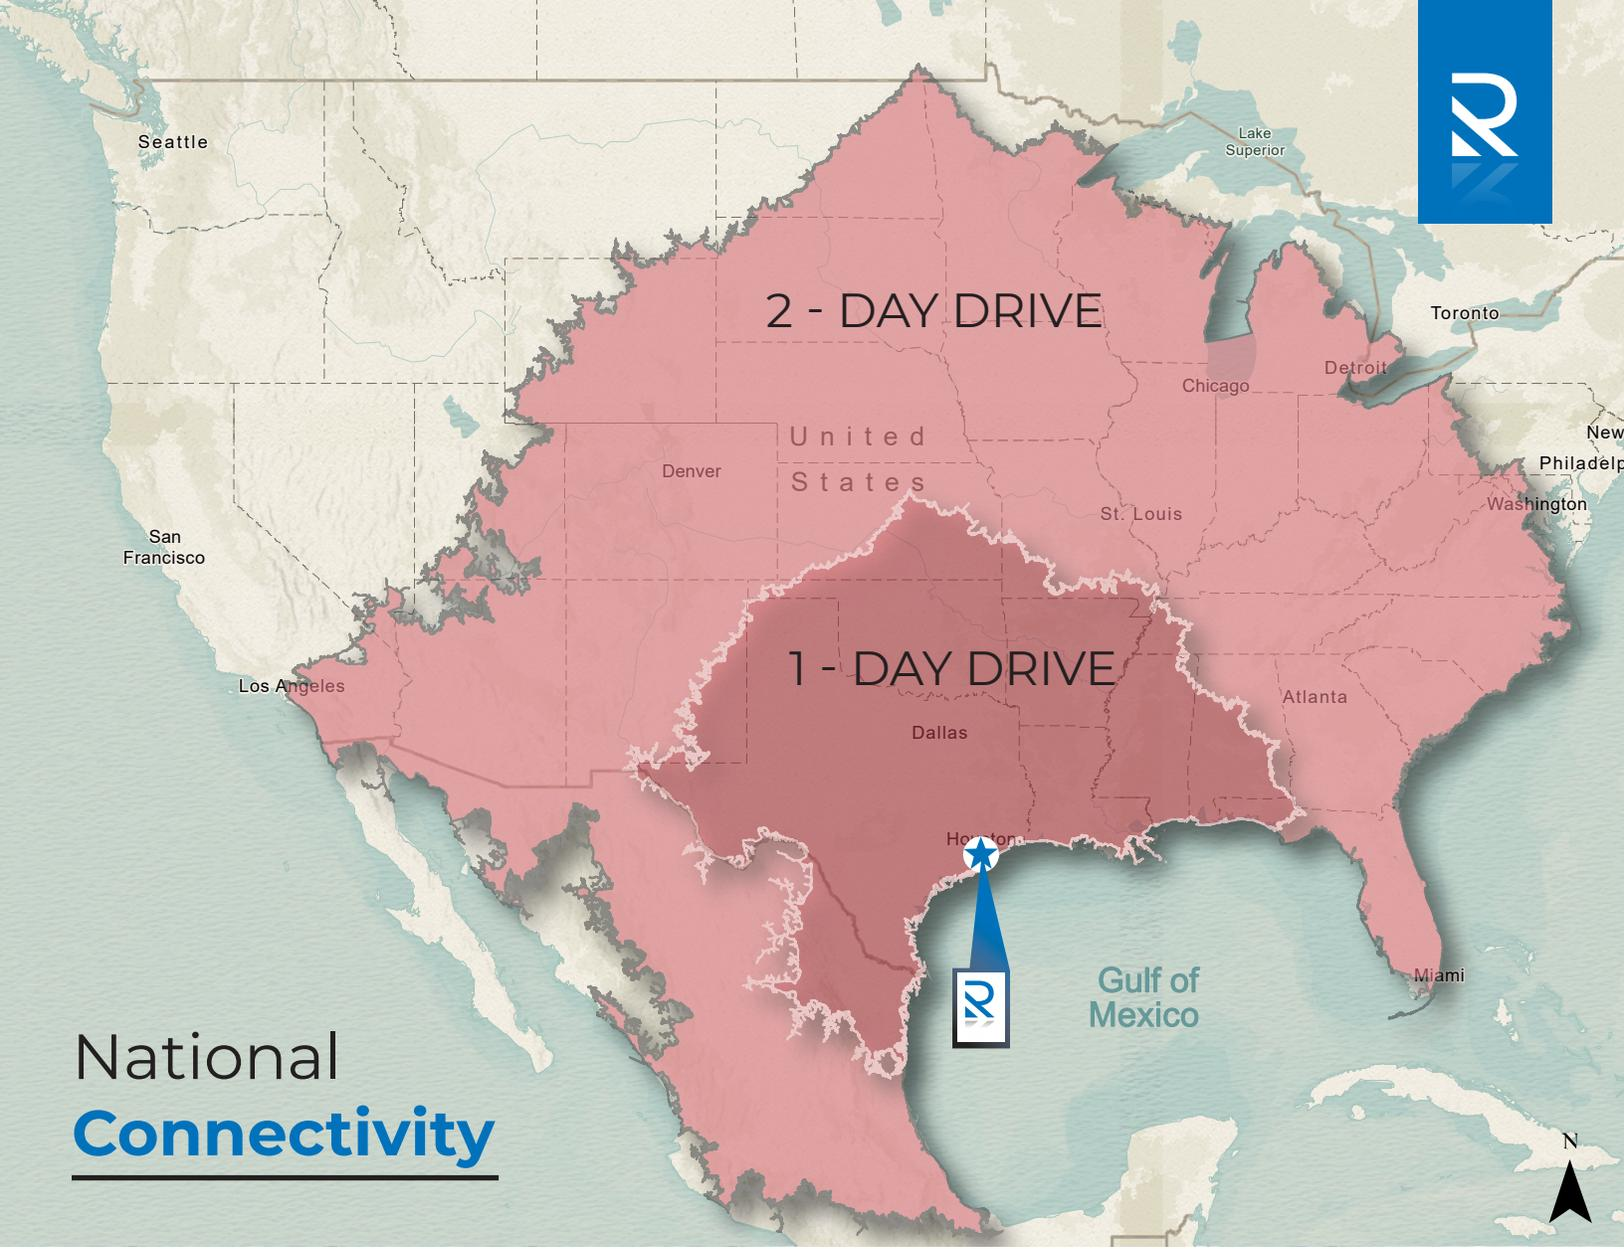 Lake
Superior
Seattle
2 - DAY DRIVE
Toronto
Detroit
Chicago
United
States
New
Philadelp
Denver
Washington
St. Louis
San
Francisco
1 - DAY DRIVE
Los Angeles
Atlanta
Dallas
Houston
Gulf of
Mexico
Miami
National
Connectivity
N
R
R